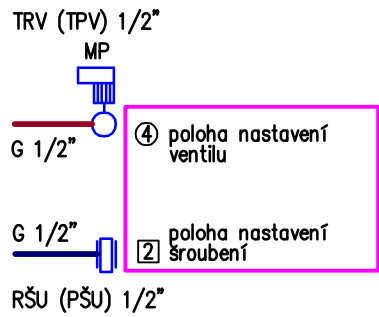 TRV (TPV) 1/2"
MP
G 1/2"
4 poloha nastavení
ventilu
G 1/2"
poloha nastavení
2 šroubení
RŠU (PŠU) 1/2"